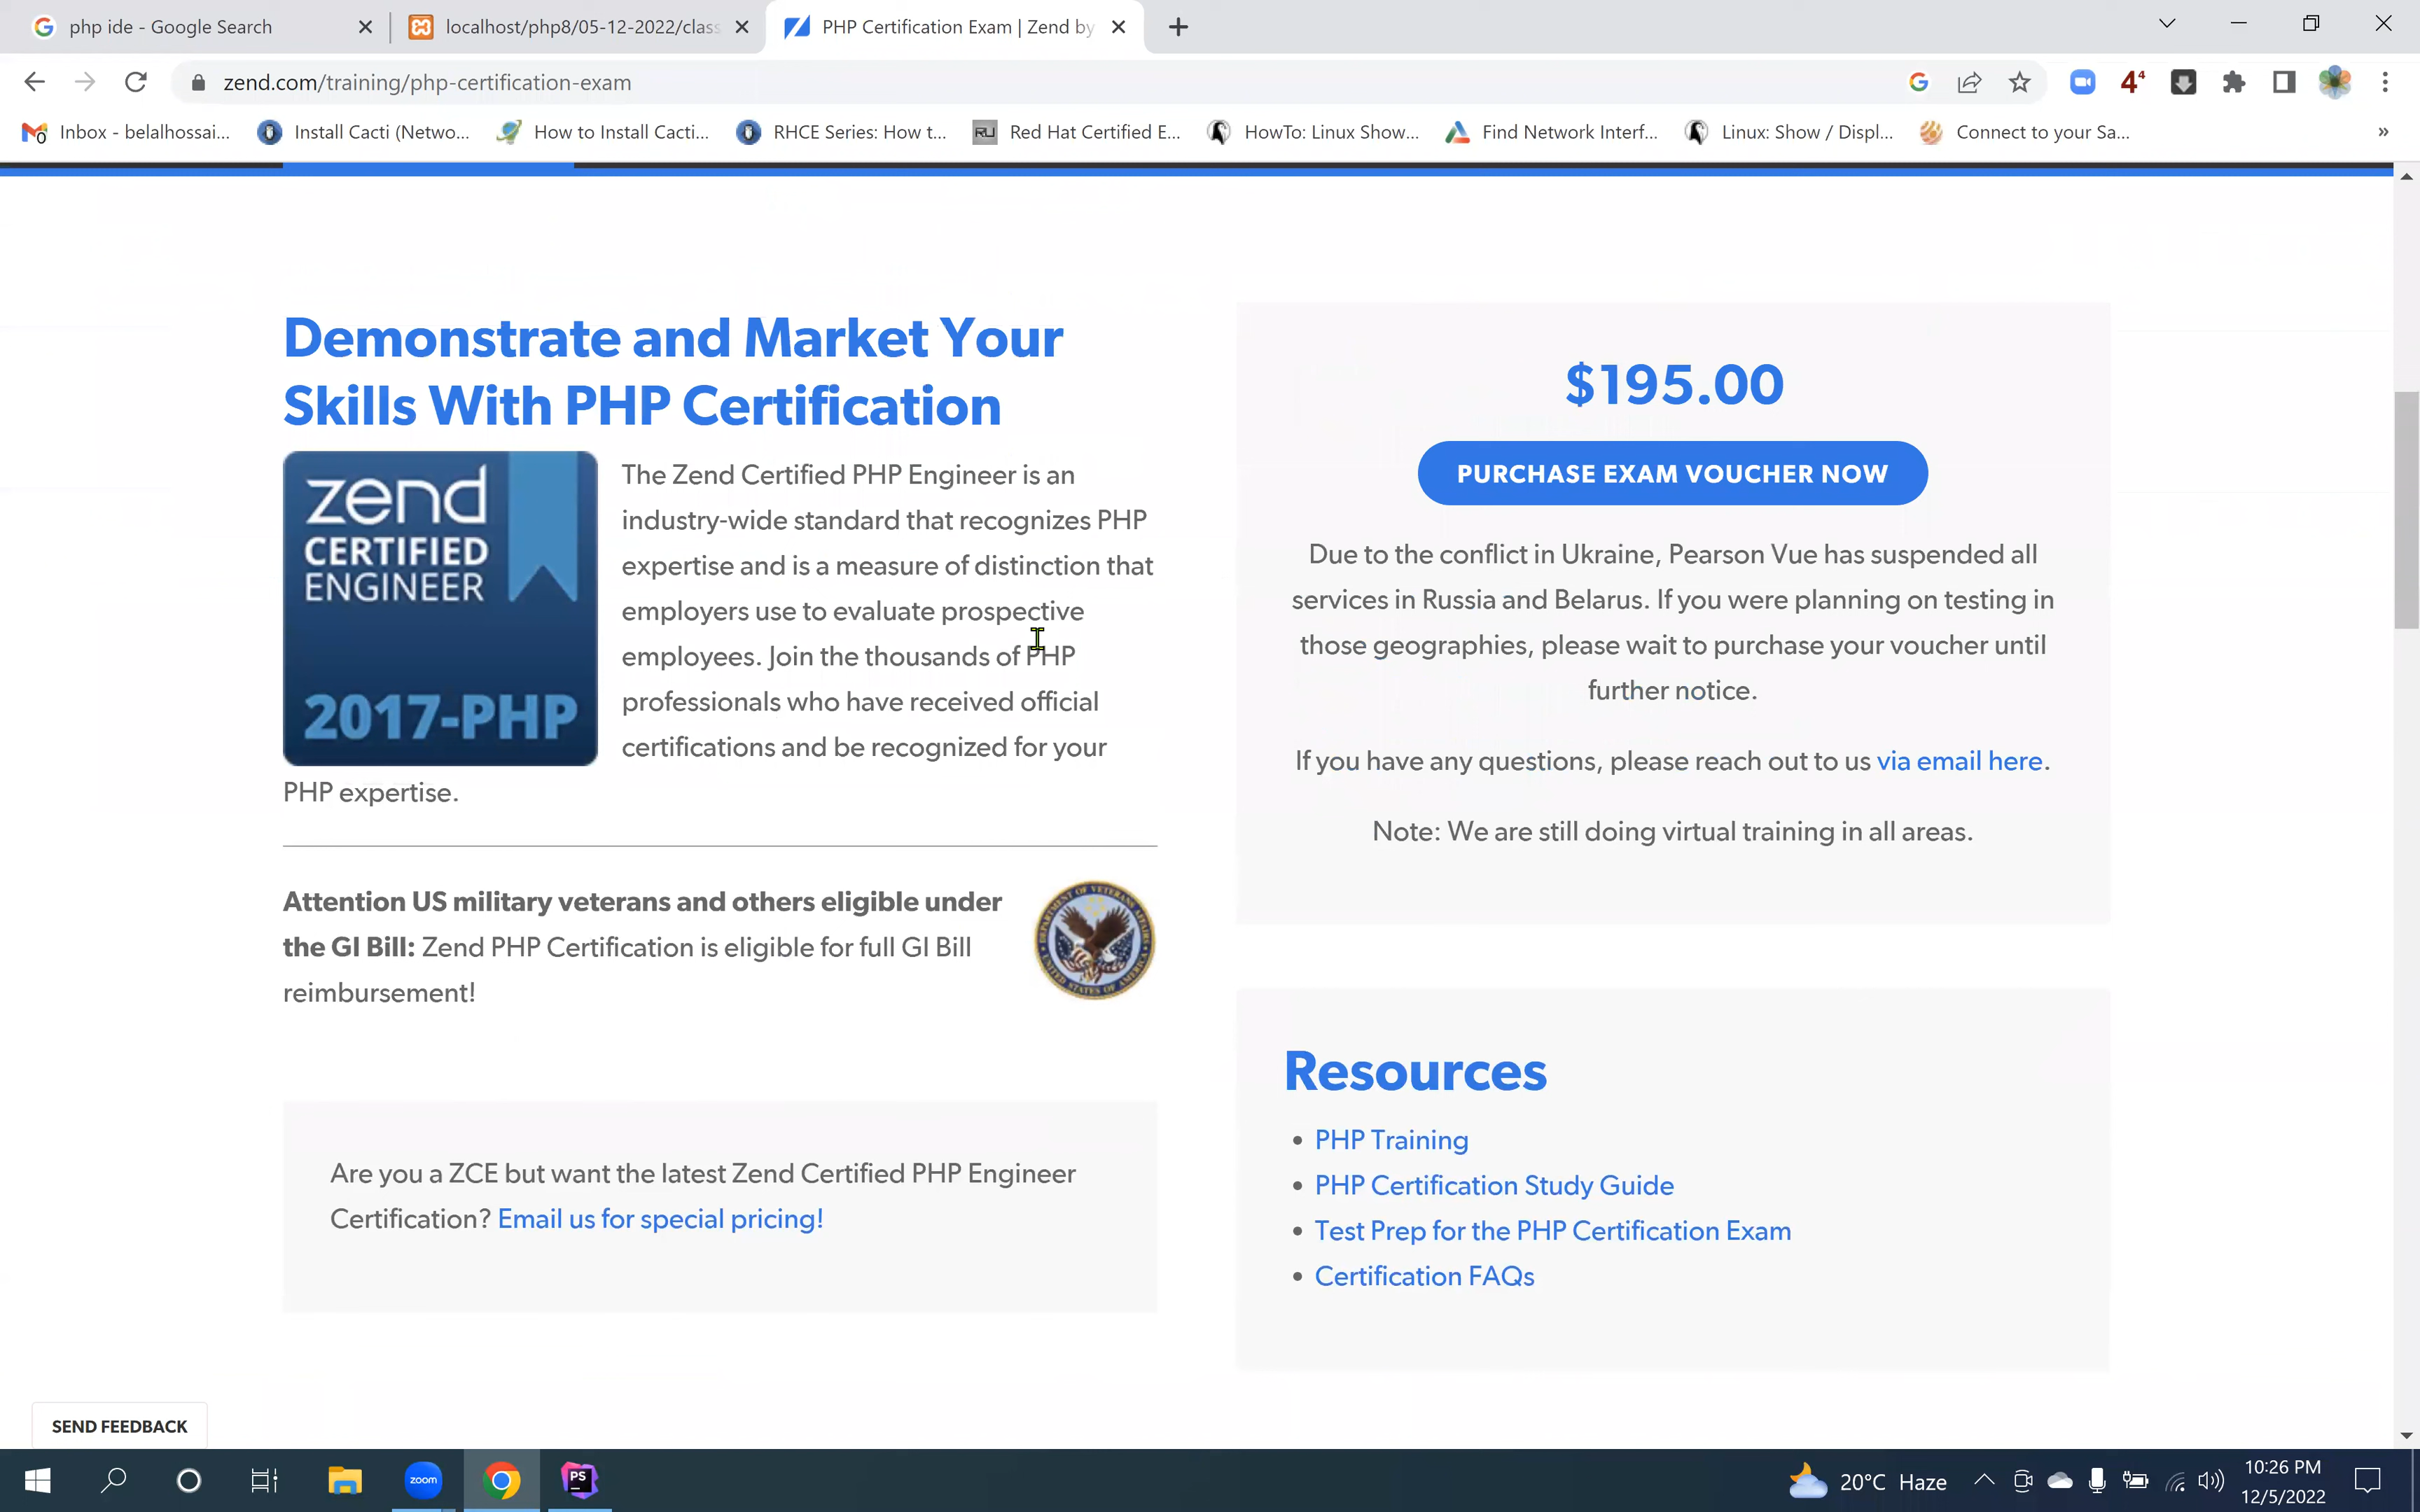 php ide - Google Search
localhost/php8/05-12-2022/class
PHP Certification Exam | Zend by
zend.com/training/php-certification-exam
Inbox - belalhossai...
Install Cacti (Netwo...
How to Install Cacti...
RHCE Series: How t...
Red Hat Certified E...
HowTo: Linux Show...
Find Network Interf...
Linux: Show / Displ...
Connect to your Sa...
Demonstrate and Market Your
Skills With PHP Certification
zend
CERTIFIED
ENGINEER
2017-PHP
The Zend Certified PHP Engineer is an
industry-wide standard that recognizes PHP
expertise and is a measure of distinction that
employers use to evaluate prospective
employees. Join the thousands of PHP
professionals who have received official
certifications and be recognized for your
PHP expertise.
Attention US military veterans and others eligible under
the GI Bill: Zend PHP Certification is eligible for full GI Bill
reimbursement!
Are you a ZCE but want the latest Zend Certified PHP Engineer
Certification? Email us for special pricing!
$195.00
PURCHASE EXAM VOUCHER NOW
Due to the conflict in Ukraine, Pearson Vue has suspended all
services in Russia and Belarus. If you were planning on testing in
those geographies, please wait to purchase your voucher until
further notice.
If you have any questions, please reach out to us via email here.
Note: We are still doing virtual training in all areas.
Resources
• PHP Training
• PHP Certification Study Guide
• Test Prep for the PHP Certification Exam
• Certification FAQs
SEND FEEDBACK
zoom
PS
20°C Haze
10:26 PM
12/5/2022